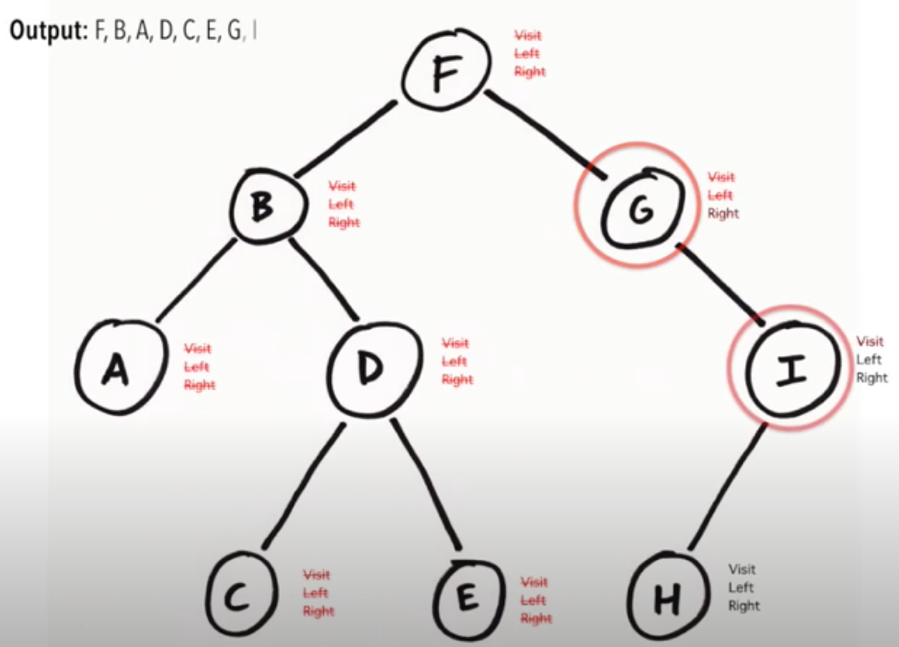 Output: F, B, A, D, C, E, G, I
F
Visit
Left
Right
B
Visit
Left
Right
G
Visit
Left
Right
A
Visit
Left
Right
D
Visit
Left
Right
I
Visit
Left
Right
C
Visit
Left
Right
E
Visit
Left
Right
H
Visit
Left
Right